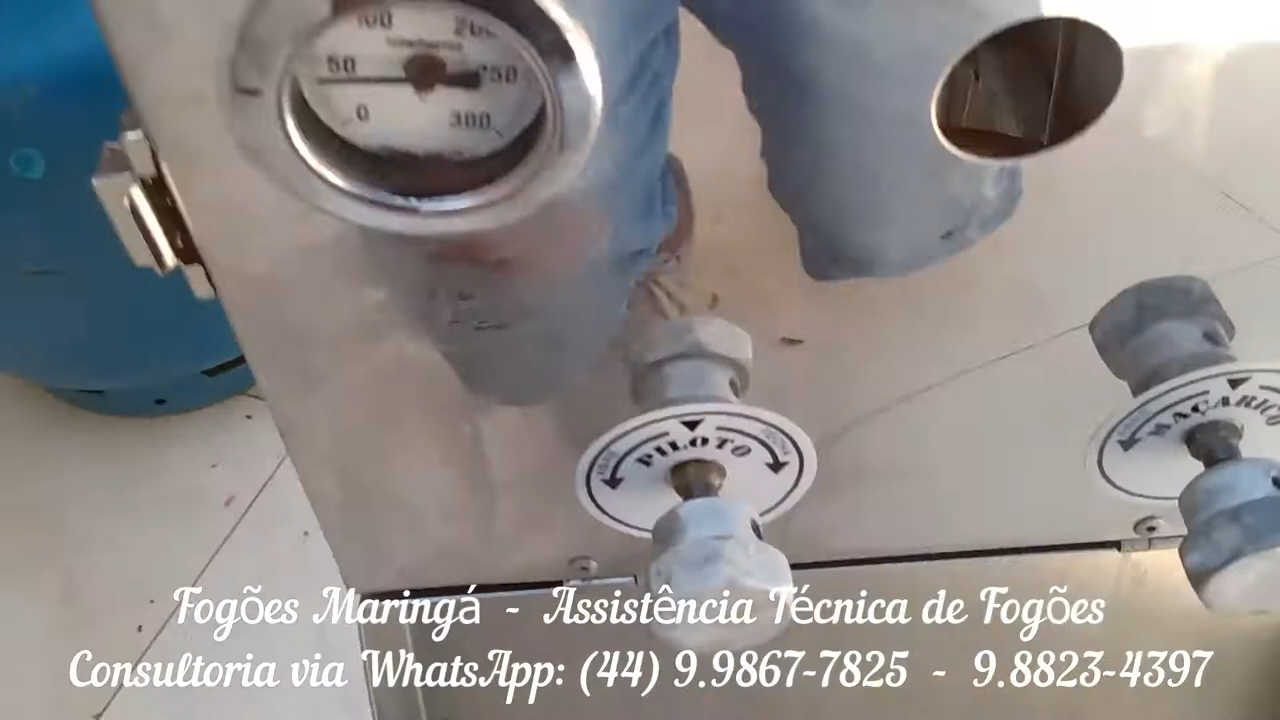 100
50
250
0
300
PILOTO
MAÇARICO
Fogões Maringá - Assistência Técnica de Fogões
Consultoria via WhatsApp: (44) 9.9867-7825 - 9.8823-4397